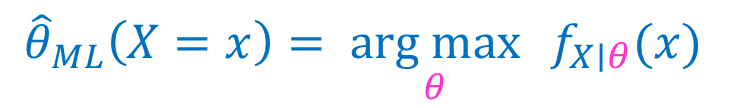 θ̂_ML(X = x) = arg max_θ f_X|θ(x)